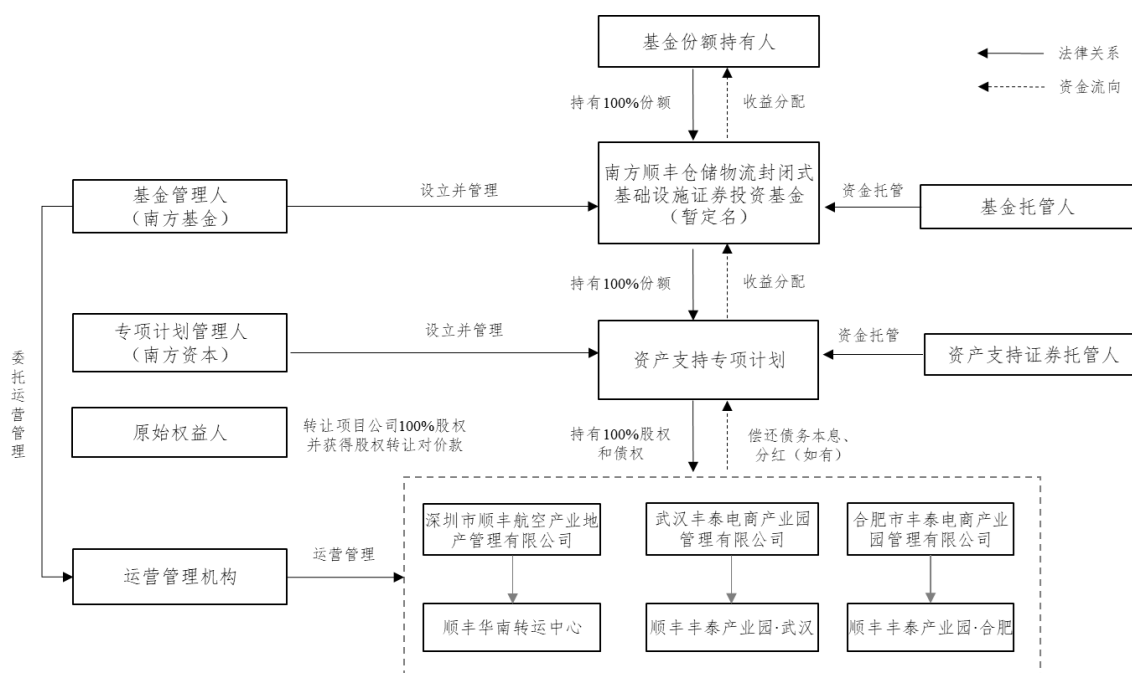 基金份额持有人
法律关系
资金流向
持有100%份额
收益分配
基金管理人
（南方基金）
设立并管理
南方顺丰仓储物流封闭式
基础设施证券投资基金
（暂定名）
资金托管
基金托管人
持有100%份额
收益分配
专项计划管理人
（南方资本）
设立并管理
资产支持专项计划
资金托管
资产支持证券托管人
委托运营管理
原始权益人
转让项目公司100%股权
并获得股权转让对价款
持有100%股权
和债权
偿还债务本息、
分红（如有）
深圳市顺丰航空产业地
产管理有限公司
武汉丰泰电商产业园
管理有限公司
合肥市丰泰电商产业
园管理有限公司
运营管理机构
运营管理
顺丰华南转运中心
顺丰丰泰产业园·武汉
顺丰丰泰产业园·合肥